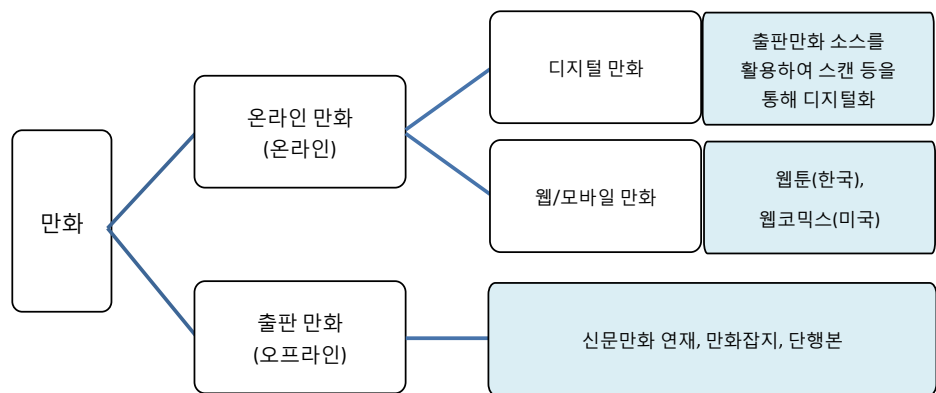 만화
온라인 만화
(온라인)
디지털 만화
출판만화 소스를
활용하여 스캔 등을
통해 디지털화
웹/모바일 만화
웹툰(한국),
웹코믹스(미국)
출판 만화
(오프라인)
신문만화 연재, 만화잡지, 단행본